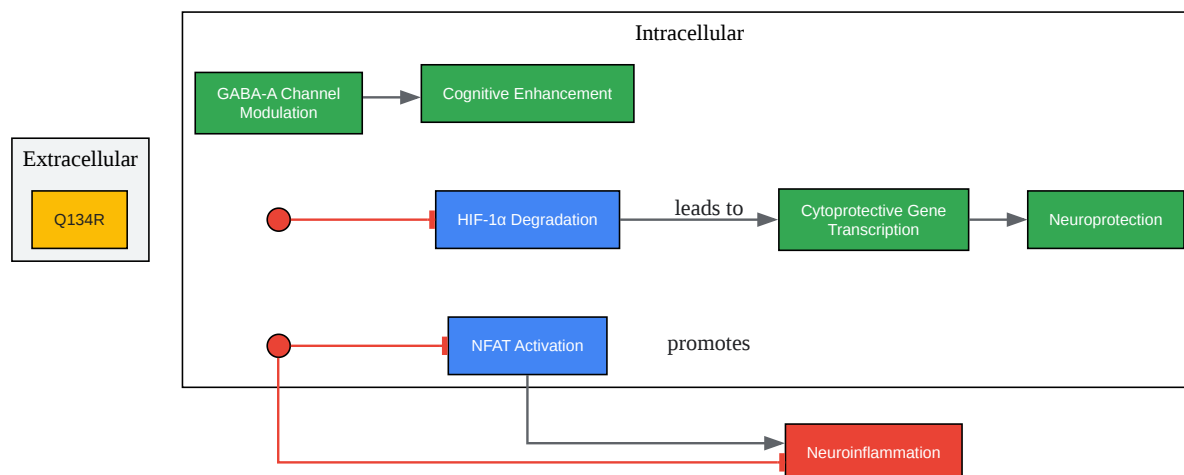 Intracellular
GABA-A Channel
Modulation
Cognitive Enhancement
Extracellular
Q134R
HIF-1α Degradation
leads to
Cytoprotective Gene
Transcription
Neuroprotection
NFAT Activation
promotes
Neuroinflammation